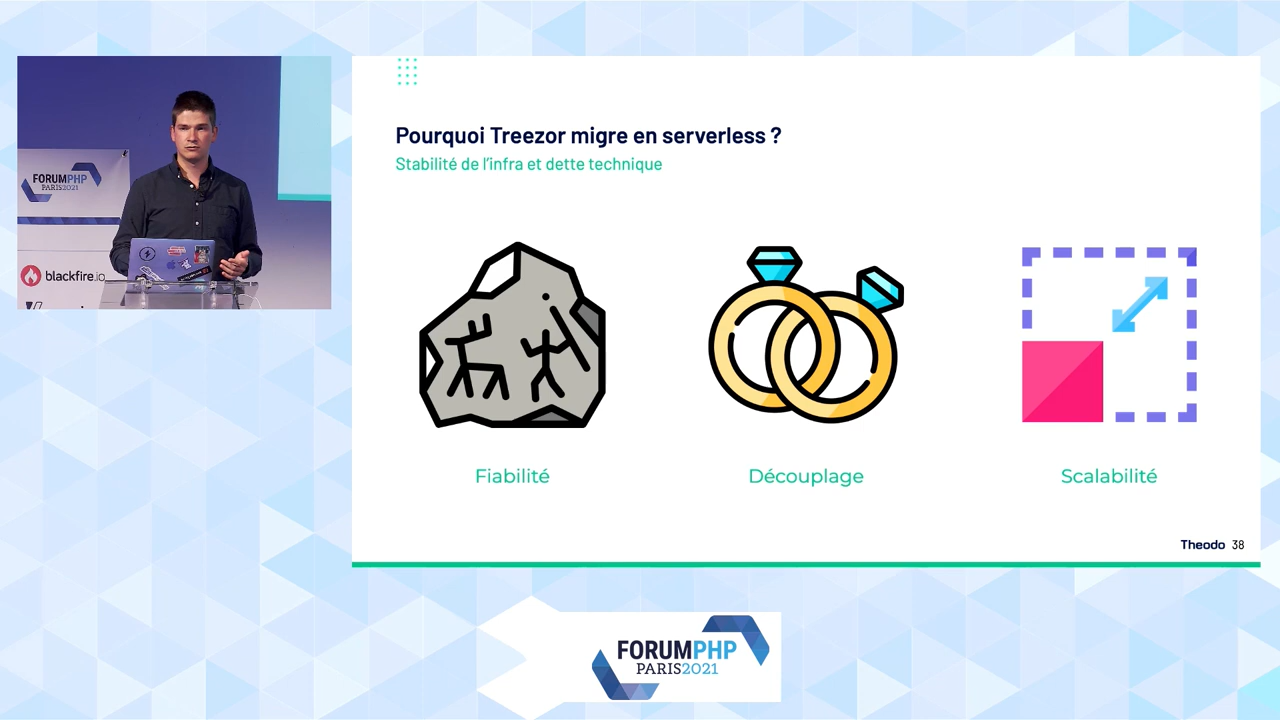 FORUMPHP
PARIS2021
blackfire.io
Pourquoi Treezor migre en serverless ?
Stabilité de l'infra et dette technique
Fiabilité
Découplage
Scalabilité
Theodo 38
FORUMPHP
PARIS2021